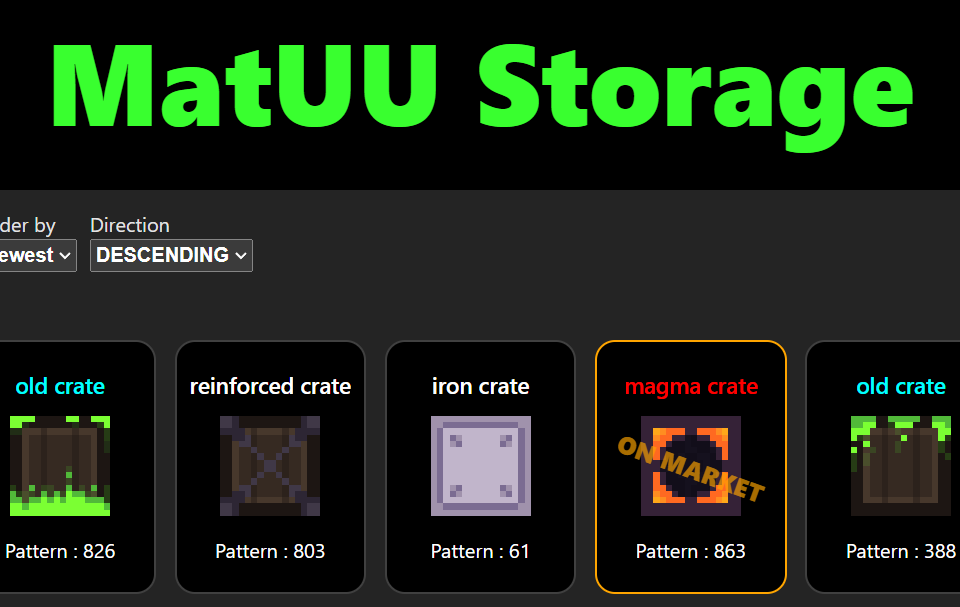 MatUU Storage
der by Direction
ewest DESCENDING
old crate reinforced crate iron crate magma crate old crate
ON MARKET
Pattern : 826 Pattern : 803 Pattern : 61 Pattern : 863 Pattern : 388